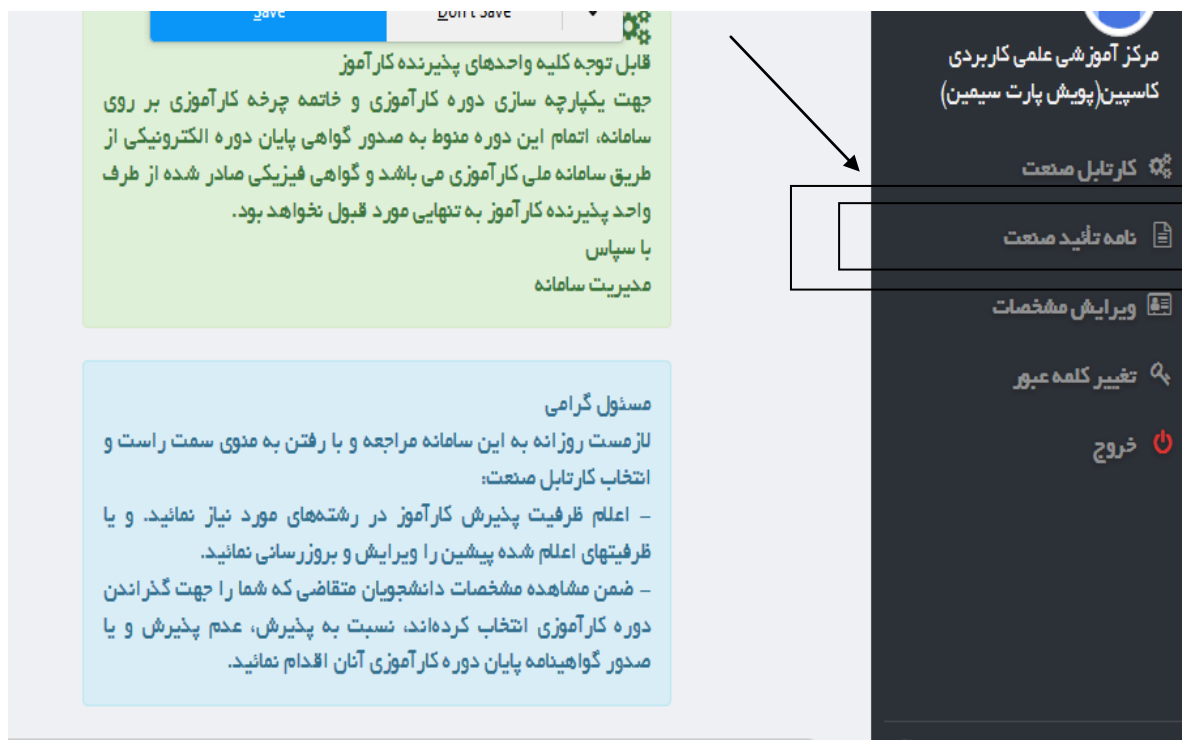 Save
Don't Save
قابل توجه کلیه واحدهای پذیرنده کارآموز
جهت یکپارچه سازی دوره کارآموزی و خاتمه چرخه کارآموزی بر روی
سامانه، اتمام این دوره منوط به صدور گواهی پایان دوره الکترونیکی از
طریق سامانه ملی کارآموزی می باشد و گواهی فیزیکی صادر شده از طرف
واحد پذیرنده کارآموز به تنهایی مورد قبول نخواهد بود.
با سپاس
مدیریت سامانه
مسئول گرامی
لازمست روزانه به این سامانه مراجعه و با رفتن به منوی سمت راست و
انتخاب کارتابل صنعت:
- اعلام ظرفیت پذیرش کارآموز در رشته‌های مورد نیاز نمائید. و یا
ظرفیتهای اعلام شده پیشین را ویرایش و بروزرسانی نمائید.
- ضمن مشاهده مشخصات دانشجویان متقاضی که شما را جهت گذراندن
دوره کارآموزی انتخاب کرده‌اند، نسبت به پذیرش، عدم پذیرش و یا
صدور گواهینامه پایان دوره کارآموزی آنان اقدام نمائید.
مرکز آموزشی علمی کاربردی
کاسپین(پویش پارت سیمین)
کارتابل صنعت
نامه تأئید صنعت
ویرایش مشخصات
تغییر کلمه عبور
خروج